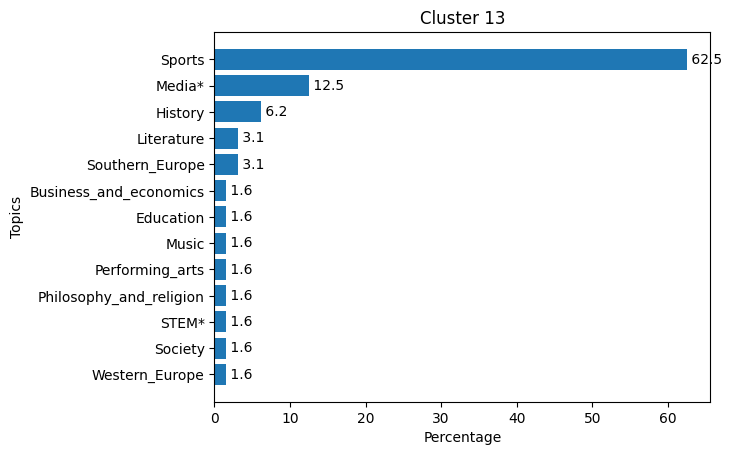 Cluster 13
Topics
Sports 62.5
Media* 12.5
History 6.2
Literature 3.1
Southern_Europe 3.1
Business_and_economics 1.6
Education 1.6
Music 1.6
Performing_arts 1.6
Philosophy_and_religion 1.6
STEM* 1.6
Society 1.6
Western_Europe 1.6
0 10 20 30 40 50 60
Percentage